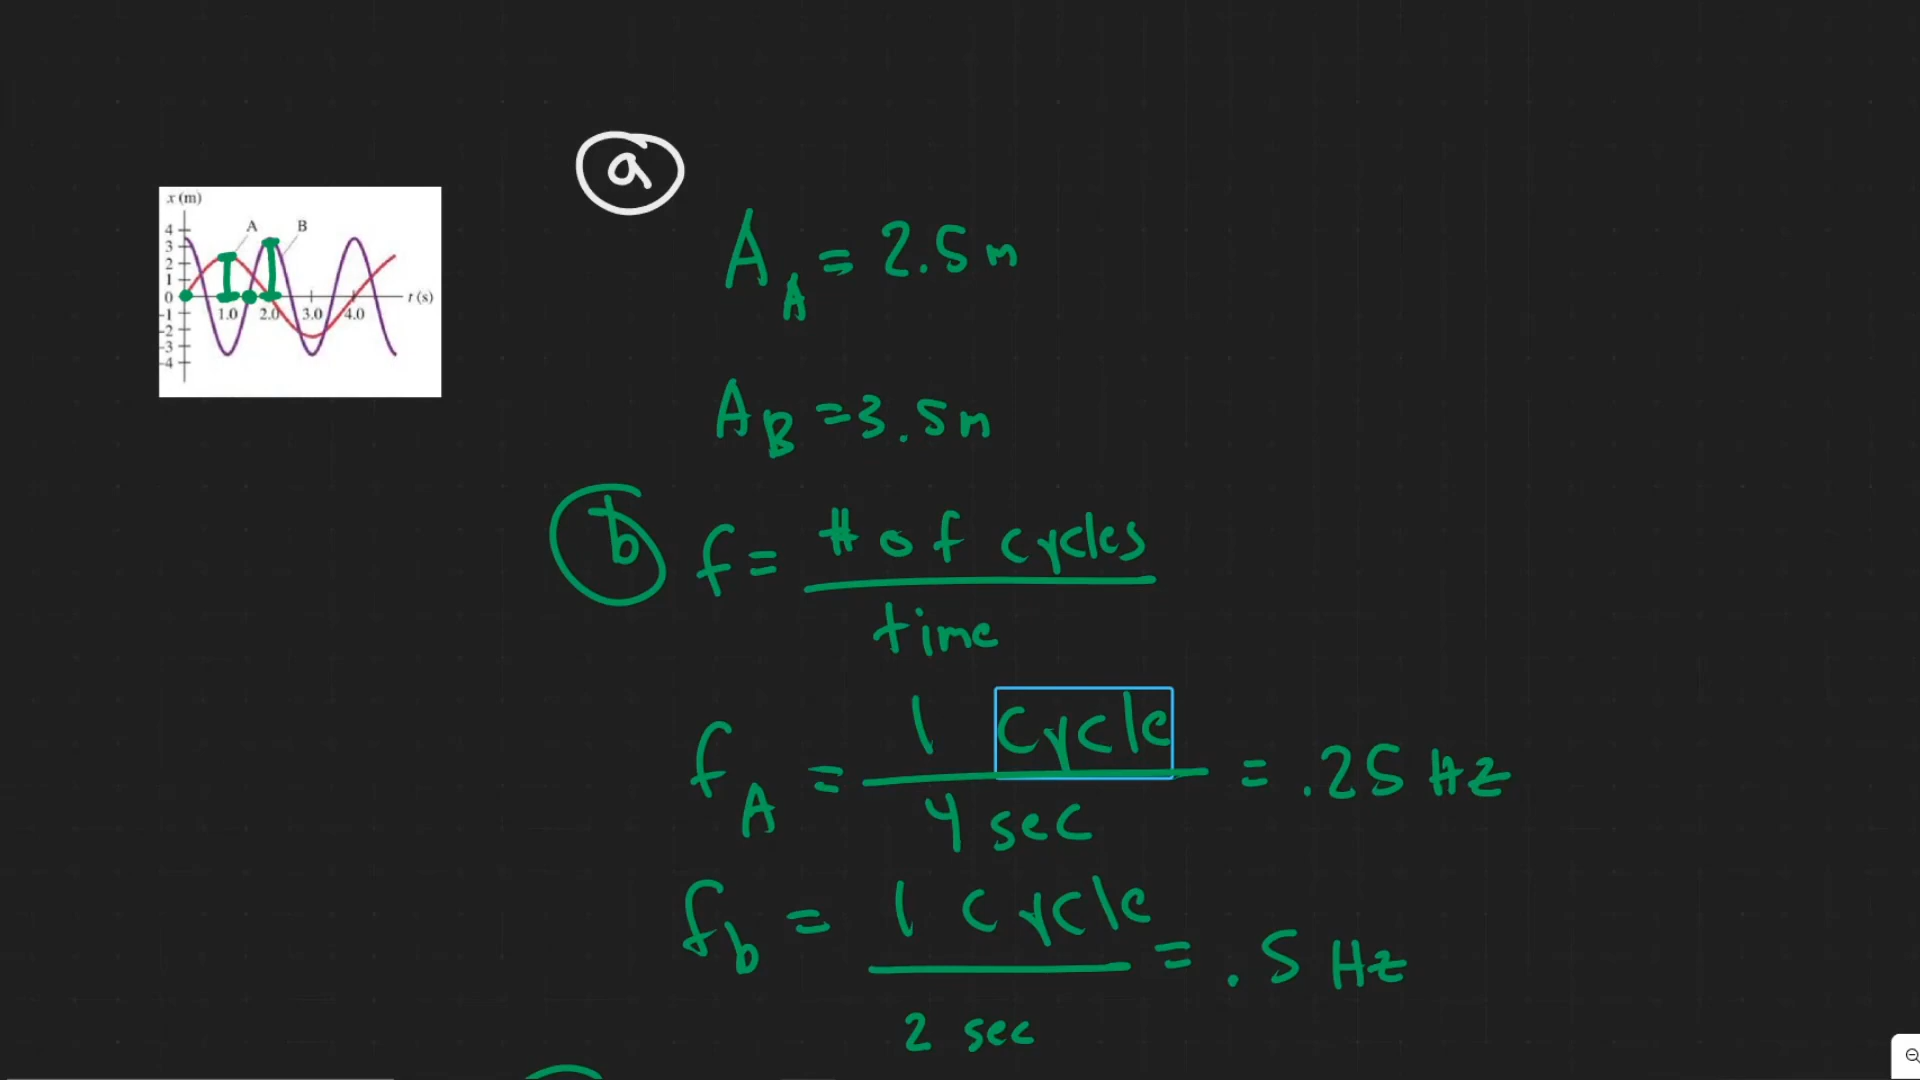 a
x (m)
A B
4
3
2
1
0
-1
-2
-3
-4
t (s)
1.0 2.0 3.0 4.0
A_A = 2.5 m
A_B = 3.5 m
b
f = # of cycles
time
f_A = 1 cycle = .25 Hz
4 sec
f_b = 1 cycle = .5 Hz
2 sec